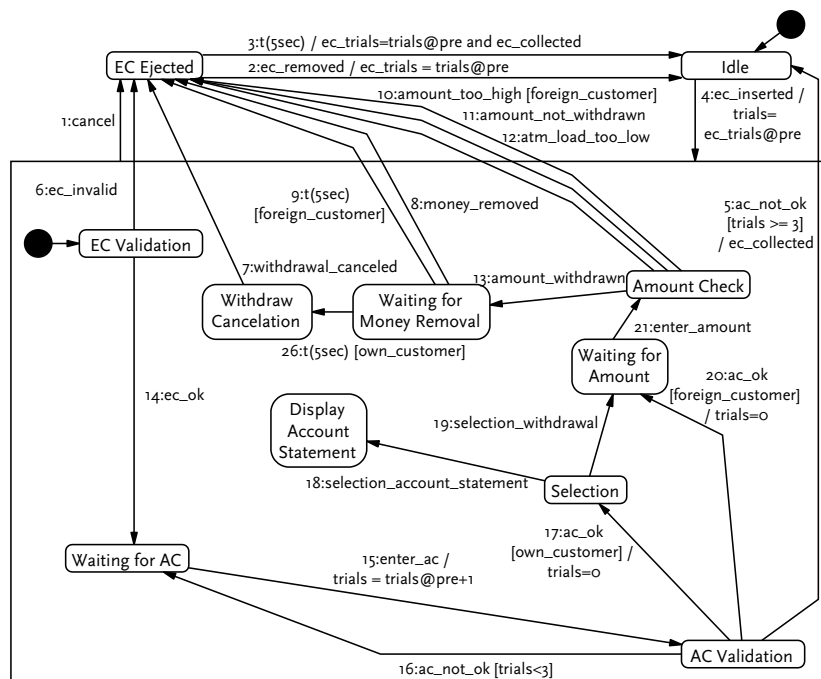 3:t(5sec) / ec_trials=trials@pre and ec_collected
EC Ejected
2:ec_removed / ec_trials = trials@pre
Idle
10:amount_too_high [foreign_customer]
11:amount_not_withdrawn
12:atm_load_too_low
4:ec_inserted /
trials=
ec_trials@pre
1:cancel
6:ec_invalid
9:t(5sec)
[foreign_customer]
8:money_removed
5:ac_not_ok
[trials >= 3]
/ ec_collected
EC Validation
7:withdrawal_canceled
13:amount_withdrawn
Amount Check
Withdraw
Cancelation
Waiting for
Money Removal
21:enter_amount
26:t(5sec) [own_customer]
Waiting for
Amount
20:ac_ok
[foreign_customer]
/ trials=0
14:ec_ok
Display
Account
Statement
19:selection_withdrawal
18:selection_account_statement
Selection
17:ac_ok
[own_customer] /
trials=0
Waiting for AC
15:enter_ac /
trials = trials@pre+1
AC Validation
16:ac_not_ok [trials<3]